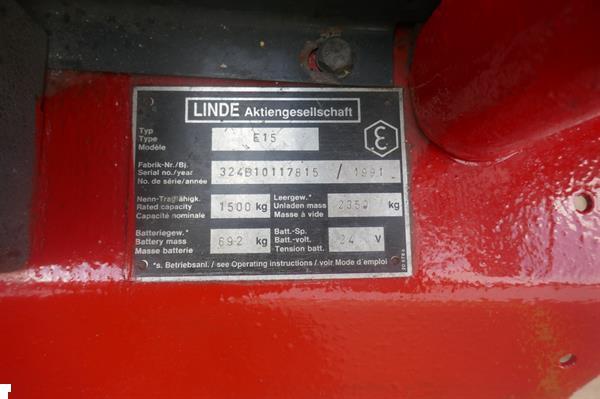 LINDE Aktiengesellschaft
Typ
Type
Modèle
E15
Fabrik-Nr./Bj.
Serial no./year
No. de série/année
324B10117815 / 1991
Nenn-Tragfähigk.
Rated capacity
Capacité nominale
1500 kg
Leergew.*
Unladen mass
Masse à vide
2350 kg
Batteriegew.*
Battery mass
Masse batterie
692 kg
Batt.-Sp.
Batt.-volt.
Tension batt.
24 V
*s. Betriebsanl. / see Operating instructions / voir Mode d'emploi